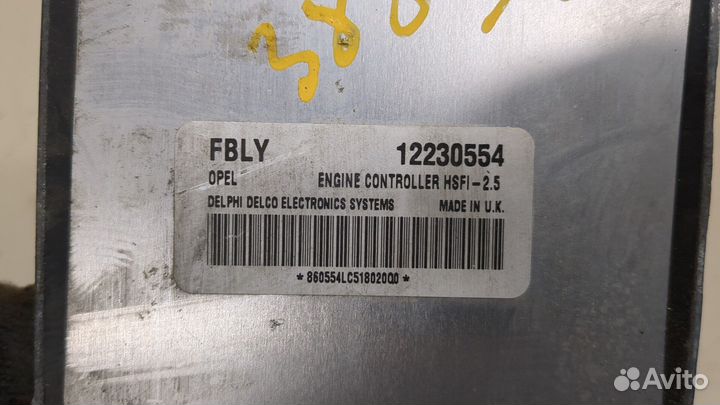 FBLY 12230554
OPEL ENGINE CONTROLLER HSFI-2.5
DELPHI DELCO ELECTRONICS SYSTEMS MADE IN U.K.
*860554LC51802000*
Avito